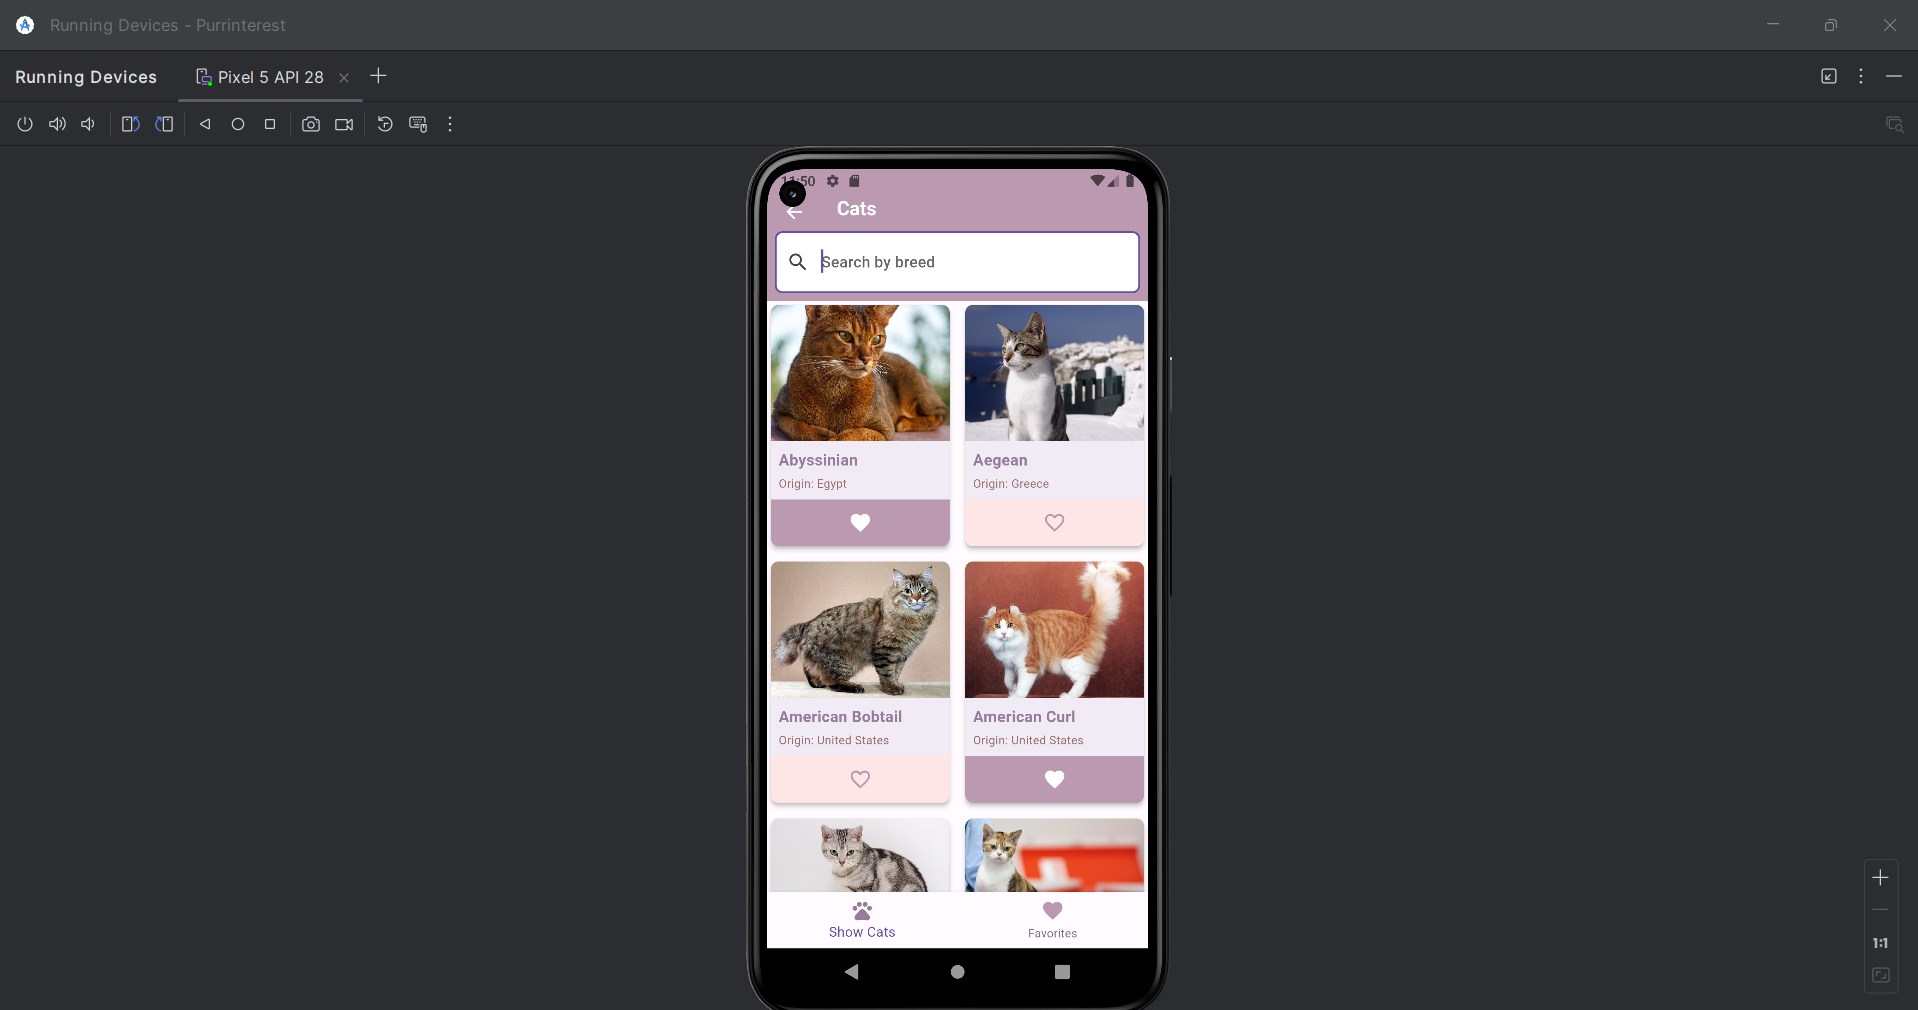 Running Devices - Purrinterest
Running Devices
Pixel 5 API 28
11:50
Cats
Search by breed
Abyssinian
Origin: Egypt
Aegean
Origin: Greece
American Bobtail
Origin: United States
American Curl
Origin: United States
Show Cats
Favorites
1:1